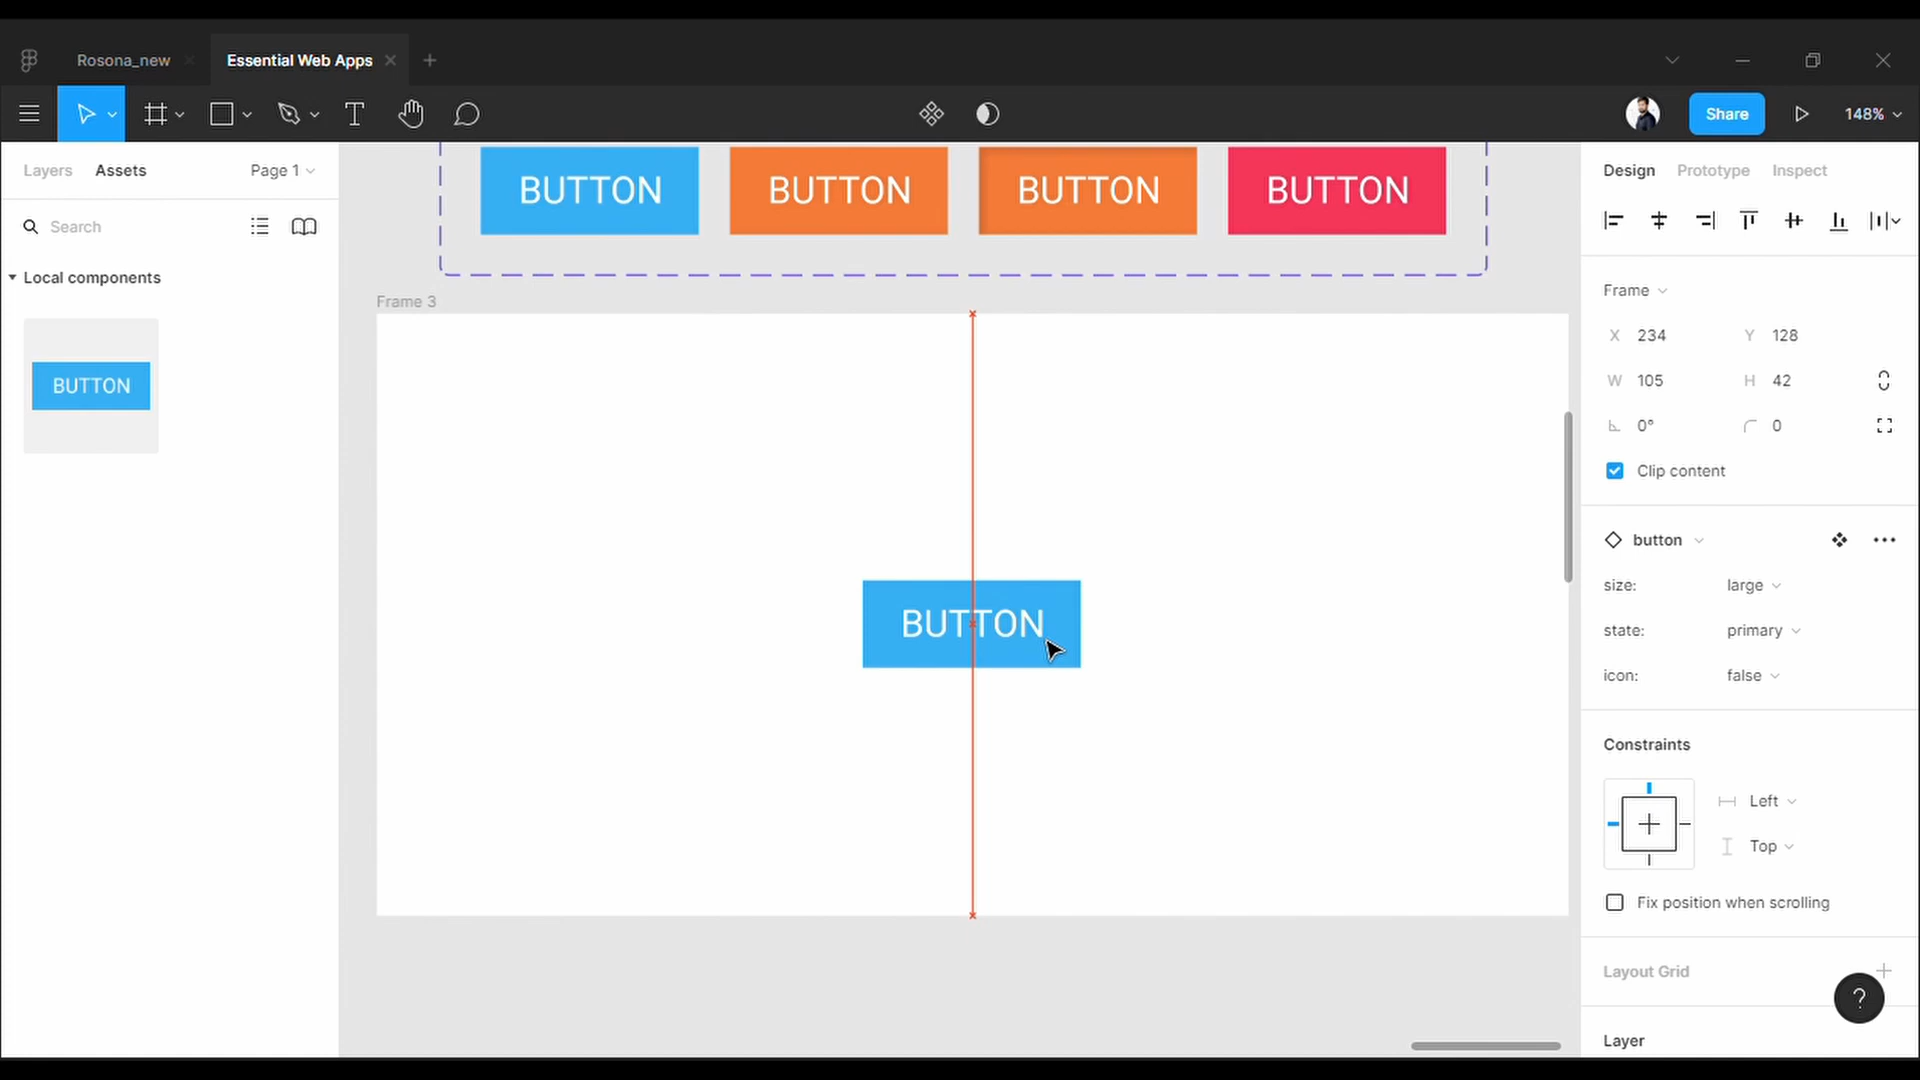 Rosona_new
Essential Web Apps
Share
148%
Layers
Assets
Page 1
Search
Local components
BUTTON
BUTTON
BUTTON
BUTTON
BUTTON
Frame 3
BUTTON
Design
Prototype
Inspect
Frame
X 234
Y 128
W 105
H 42
0°
0
Clip content
button
size: large
state: primary
icon: false
Constraints
Left
Top
Fix position when scrolling
Layout Grid
?
Layer